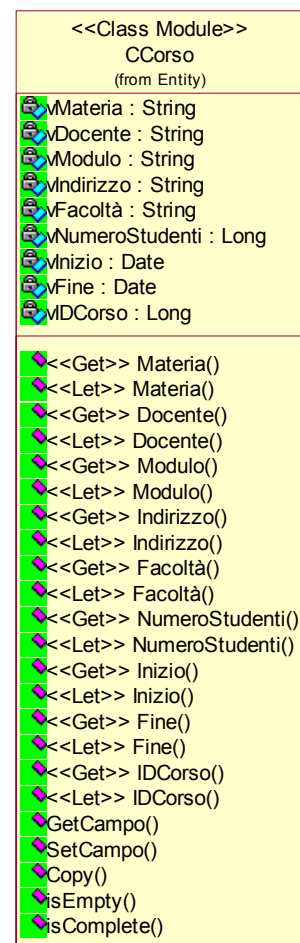 <<Class Module>>
CCorso
(from Entity)
vMateria : String
vDocente : String
vModulo : String
vIndirizzo : String
vFacoltà : String
vNumeroStudenti : Long
vInizio : Date
vFine : Date
vIDCorso : Long
<<Get>> Materia()
<<Let>> Materia()
<<Get>> Docente()
<<Let>> Docente()
<<Get>> Modulo()
<<Let>> Modulo()
<<Get>> Indirizzo()
<<Let>> Indirizzo()
<<Get>> Facoltà()
<<Let>> Facoltà()
<<Get>> NumeroStudenti()
<<Let>> NumeroStudenti()
<<Get>> Inizio()
<<Let>> Inizio()
<<Get>> Fine()
<<Let>> Fine()
<<Get>> IDCorso()
<<Let>> IDCorso()
GetCampo()
SetCampo()
Copy()
isEmpty()
isComplete()